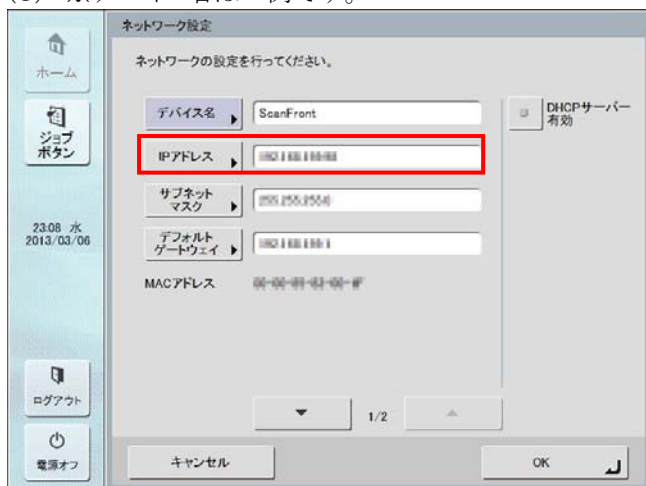 ネットワーク設定
ネットワークの設定を行ってください。
ホーム
ジョブ
ボタン
23:08 水
2013/03/06
ログアウト
電源オフ
デバイス名
ScanFront
DHCPサーバー
有効
IPアドレス
サブネット
マスク
デフォルト
ゲートウェイ
MACアドレス
1/2
キャンセル
OK